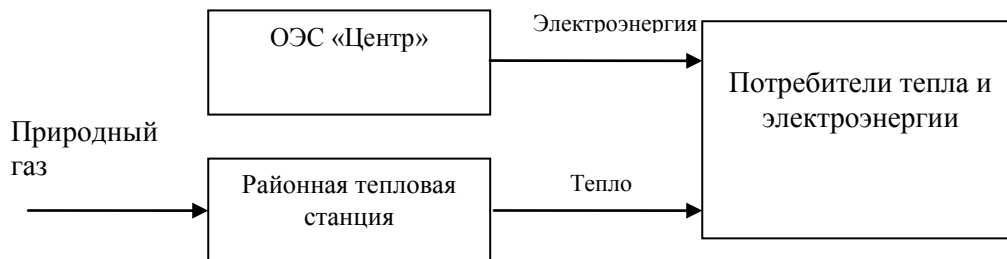 ОЭС «Центр»
Электроэнергия
Потребители тепла и
электроэнергии
Природный
газ
Районная тепловая
станция
Тепло